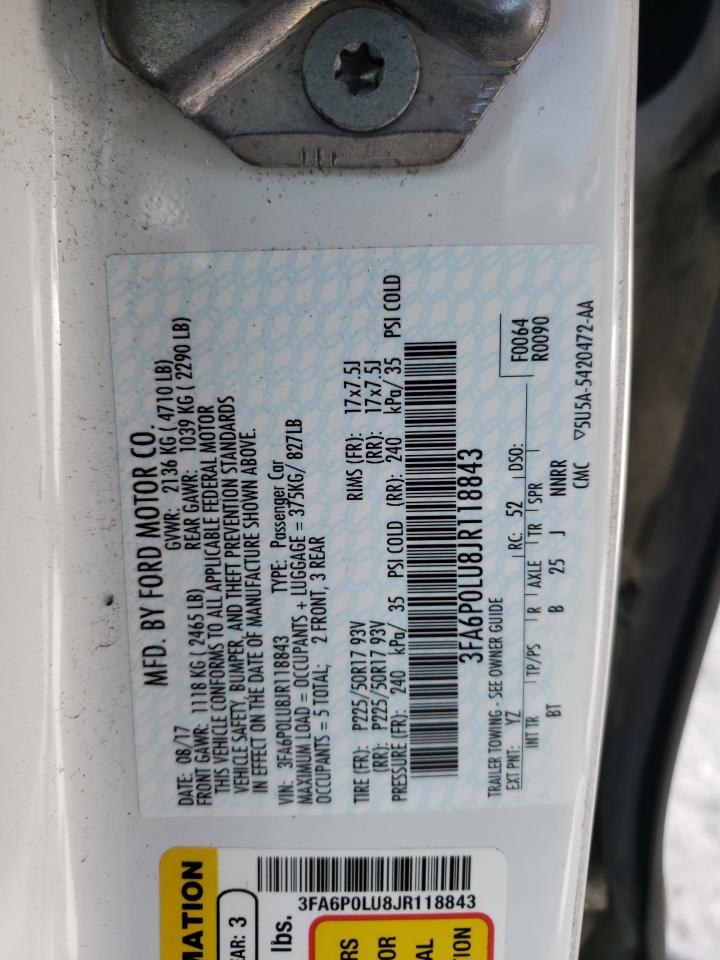 MFD. BY FORD MOTOR CO.
DATE: 08/17 GVWR: 2136 KG ( 4710 LB)
FRONT GAWR: 1118 KG ( 2465 LB) REAR GAWR: 1039 KG ( 2290 LB)
THIS VEHICLE CONFORMS TO ALL APPLICABLE FEDERAL MOTOR
VEHICLE SAFETY, BUMPER, AND THEFT PREVENTION STANDARDS
IN EFFECT ON THE DATE OF MANUFACTURE SHOWN ABOVE.
VIN: 3FA6P0LU8JR118843 TYPE: Passenger Car
MAXIMUM LOAD = OCCUPANTS + LUGGAGE = 375KG/ 827LB
OCCUPANTS = 5 TOTAL; 2 FRONT, 3 REAR
TIRE (FR): P225/50R17 93V RIMS (FR): 17x7.5J
(RR): P225/50R17 93V (RR): 17x7.5J
PRESSURE (FR): 240 kPa/ 35 PSI COLD (RR): 240 kPa/ 35 PSI COLD
3FA6P0LU8JR118843
TRAILER TOWING - SEE OWNER GUIDE
F0064
R0090
EXT PNT: YZ RC: 52 DSO:
INT TR TP/PS R AXLE TR SPR
BT B 25 J NNRR
CMC ▽5U5A-5420472-AA
MATION
EAR: 3
lbs.
3FA6P0LU8JR118843
RS
OR
AL
TION